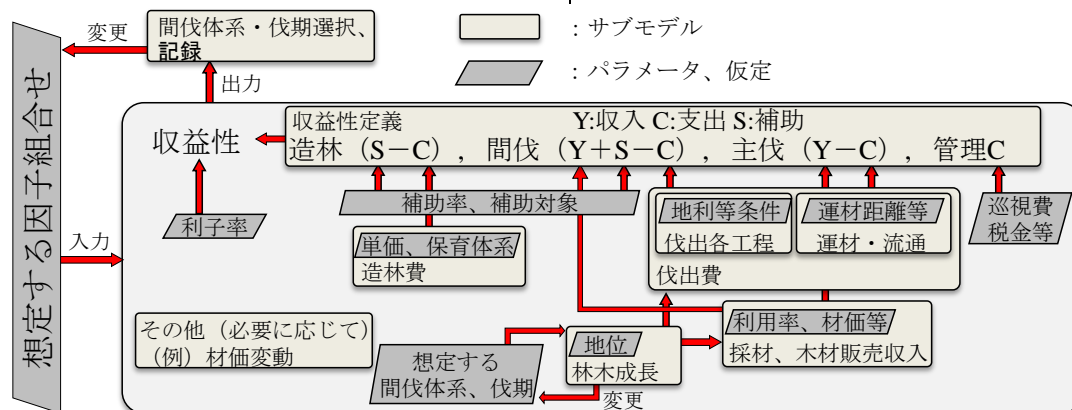 変更
間伐体系・伐期選択、
記録
：サブモデル
：パラメータ、仮定
出力
想定する因子組合せ
入力
収益性
収益性定義 Y:収入 C:支出 S:補助
造林（S－C），間伐（Y＋S－C），主伐（Y－C），管理C
利子率
補助率、補助対象
単価、保育体系
造林費
地利等条件
伐出各工程
運材距離等
運材・流通
伐出費
巡視費
税金等
その他（必要に応じて）
（例）材価変動
想定する
間伐体系、伐期
地位
林木成長
変更
利用率、材価等
採材、木材販売収入